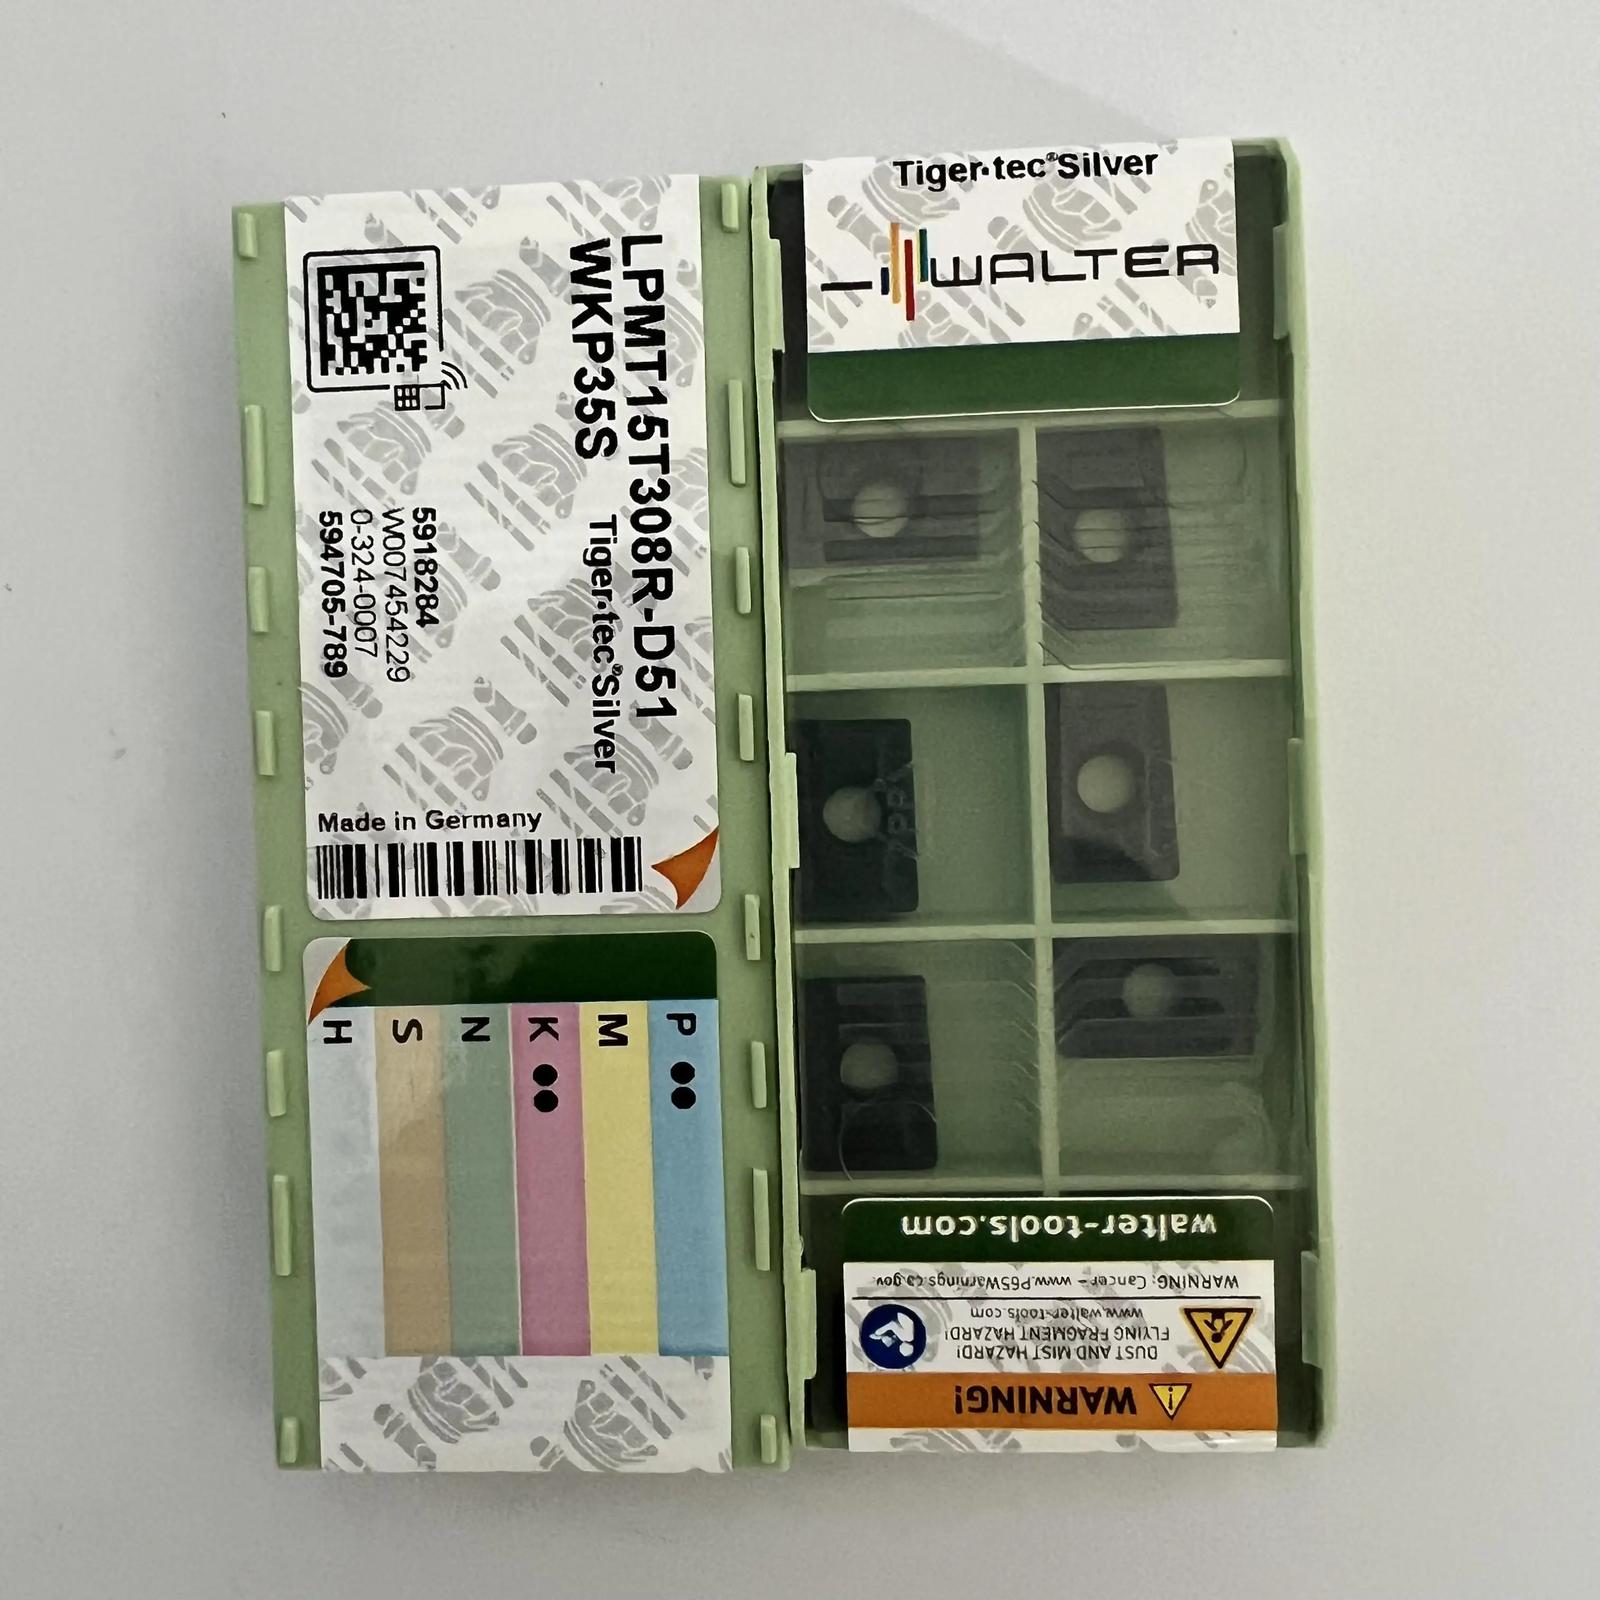 LPMT15T308R-D51
WKP35S Tiger·tec®Silver
5918284
W007454229
0-324-0007
594705-789
Made in Germany
P ●●
M
K ●●
N
S
H
Tiger·tec®Silver
WALTER
walter-tools.com
WARNING: Cancer - www.P65Warnings.ca.gov
www.walter-tools.com
FLYING FRAGMENT HAZARD!
DUST AND MIST HAZARD!
WARNING!